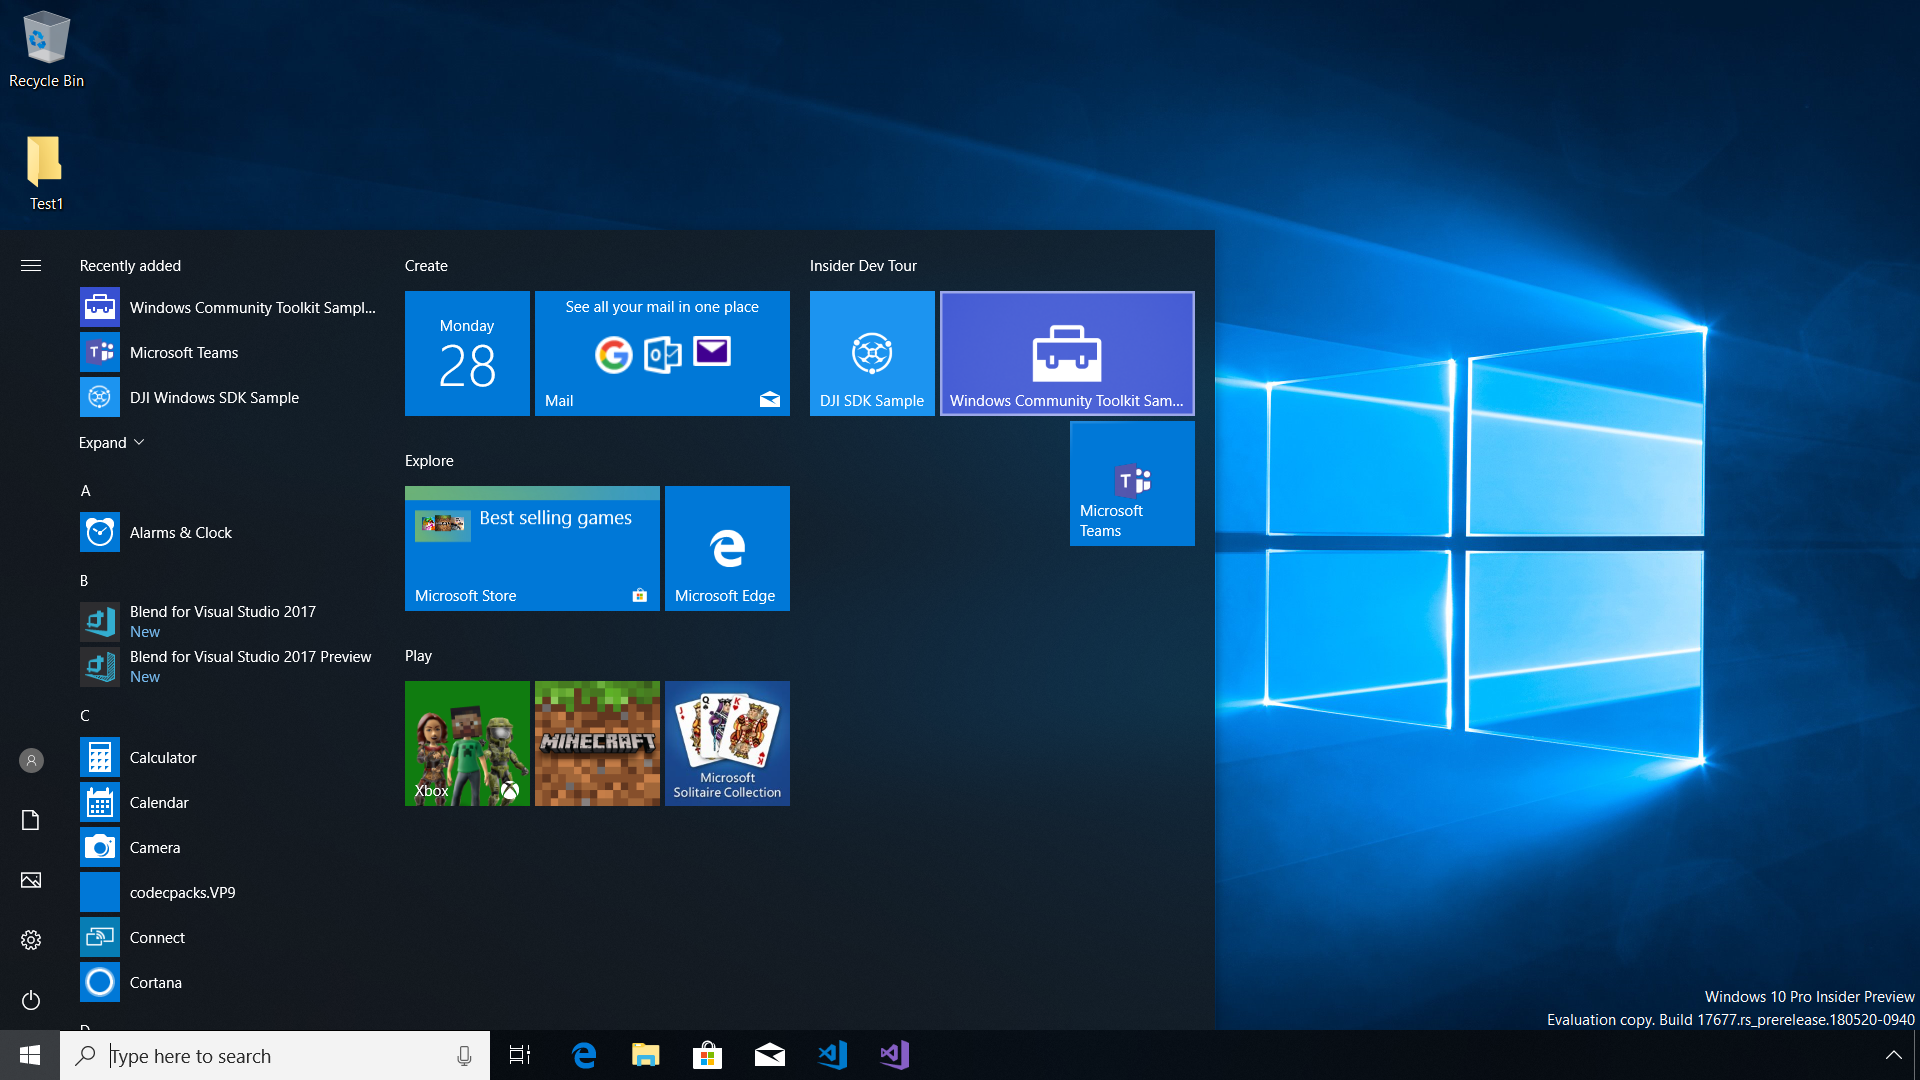 Recycle Bin
Test1
Recently added
Windows Community Toolkit Sampl...
Microsoft Teams
DJI Windows SDK Sample
Expand
A
Alarms & Clock
B
Blend for Visual Studio 2017
New
Blend for Visual Studio 2017 Preview
New
C
Calculator
Calendar
Camera
codecpacks.VP9
Connect
Cortana
Create
Monday
28
See all your mail in one place
Mail
Explore
Best selling games
Microsoft Store
Microsoft Edge
Play
Xbox
MINECRAFT
Microsoft
Solitaire Collection
Insider Dev Tour
DJI SDK Sample
Windows Community Toolkit Sam...
Microsoft
Teams
Windows 10 Pro Insider Preview
Evaluation copy. Build 17677.rs_prerelease.180520-0940
Type here to search